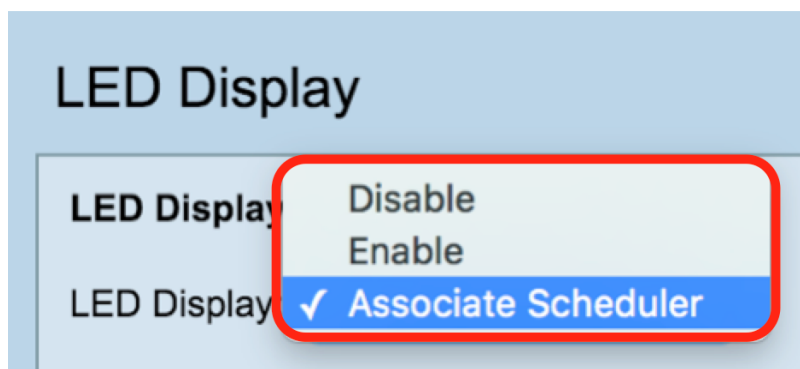 LED Display
LED Display
Disable
Enable
LED Display ✓ Associate Scheduler